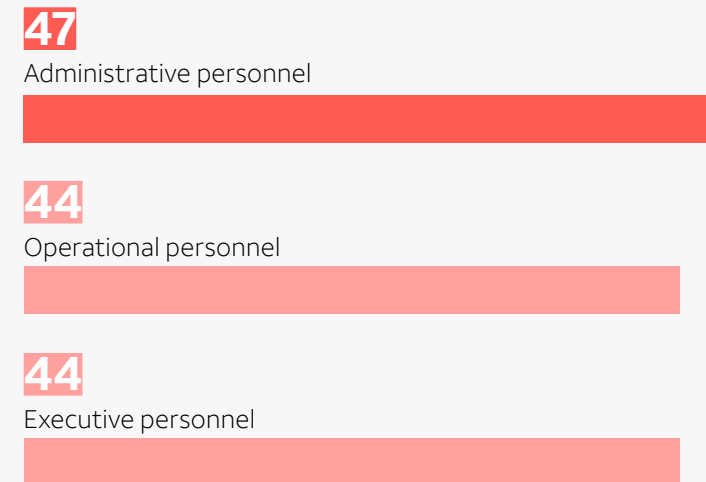 47
Administrative personnel
44
Operational personnel
44
Executive personnel